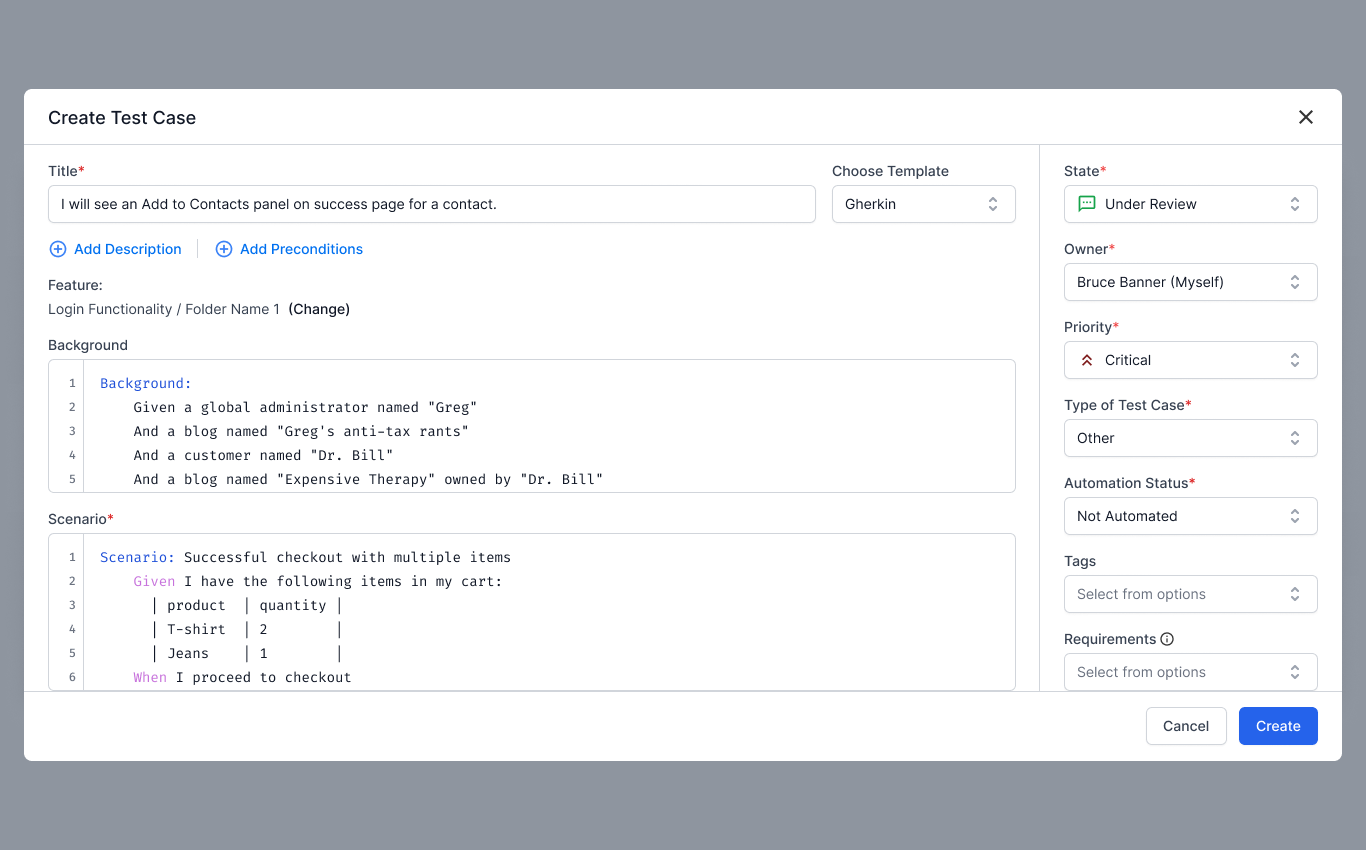 Create Test Case
Title*
Choose Template
I will see an Add to Contacts panel on success page for a contact.
Gherkin
Add Description
Add Preconditions
Feature:
Login Functionality / Folder Name 1 (Change)
Background
1 Background:
2 Given a global administrator named "Greg"
3 And a blog named "Greg's anti-tax rants"
4 And a customer named "Dr. Bill"
5 And a blog named "Expensive Therapy" owned by "Dr. Bill"
Scenario*
1 Scenario: Successful checkout with multiple items
2 Given I have the following items in my cart:
3 | product | quantity |
4 | T-shirt | 2 |
5 | Jeans | 1 |
6 When I proceed to checkout
State*
Under Review
Owner*
Bruce Banner (Myself)
Priority*
Critical
Type of Test Case*
Other
Automation Status*
Not Automated
Tags
Select from options
Requirements
Select from options
Cancel
Create